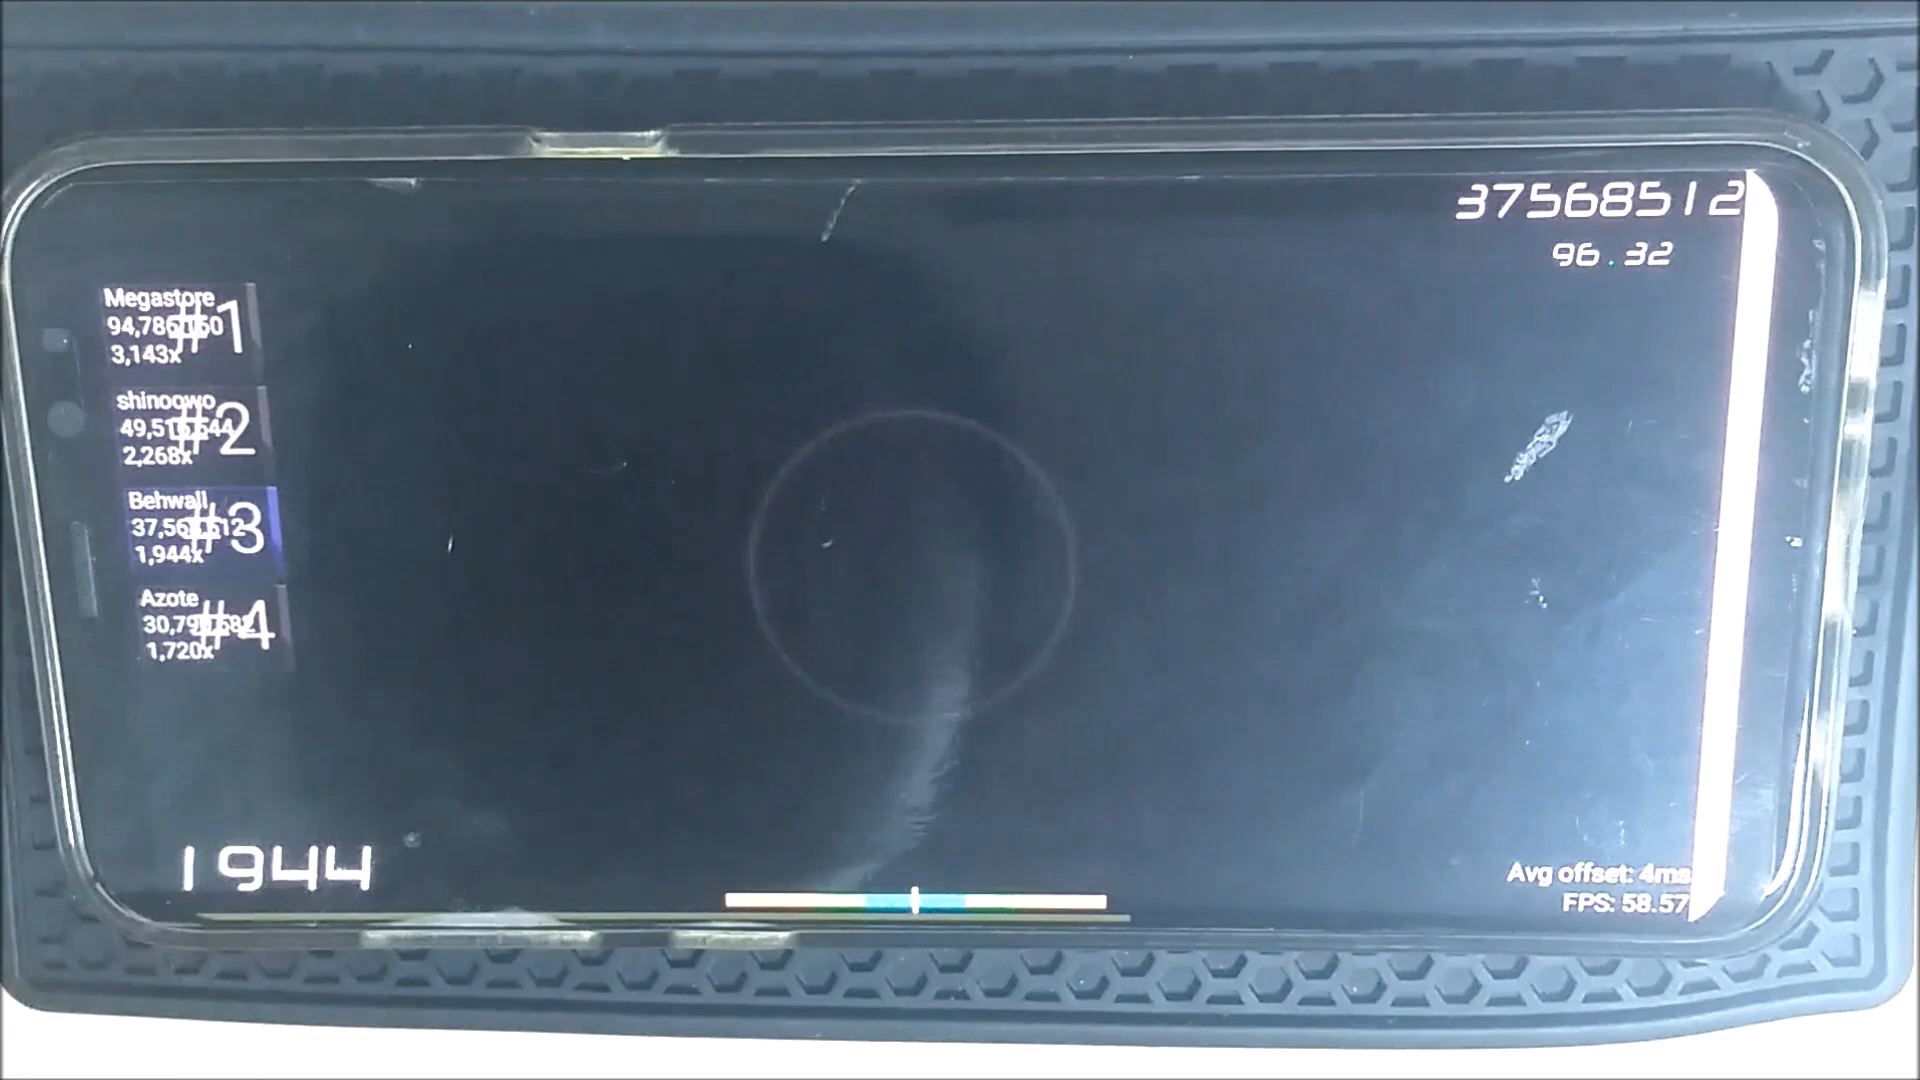 37568512
96.32
Megastore
#1
3,143x
shinoowo
#2
2,268x
Behwall
#3
1,944x
Azote
#4
1,720x
1944
Avg offset: 4ms
FPS: 58.57